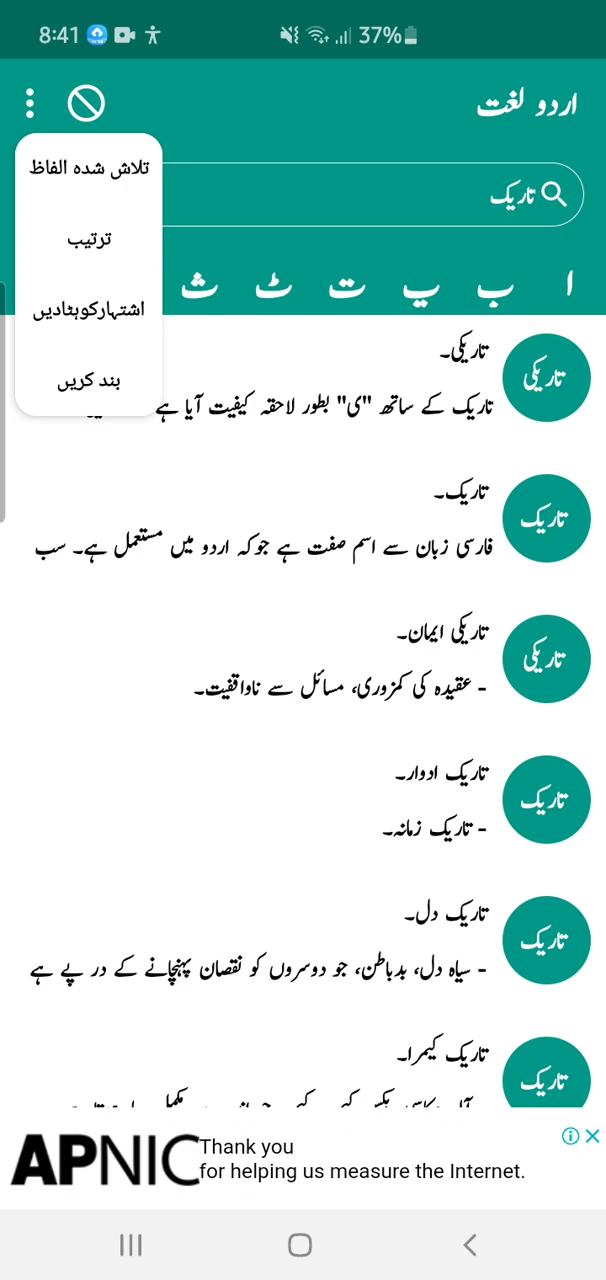 8:41
37%
اردو لغت
تاریک
ا ب پ ت ٹ ث
تلاش شدہ الفاظ
ترتیب
اشتہارکوہٹادیں
بند کریں
تاریکی
تاریکی۔
تاریک کے ساتھ "ی" بطور لاحقہ کیفیت آیا ہے
تاریک
تاریک۔
فارسی زبان سے اسم صفت ہے جوکہ اردو میں مستعمل ہے۔ سب
تاریکی
تاریکی ایمان۔
- عقیدہ کی کمزوری، مسائل سے ناواقفیت۔
تاریک
تاریک ادوار۔
- تاریک زمانہ۔
تاریک
تاریک دل۔
- سیاہ دل، بدباطن، جو دوسروں کو نقصان پہنچانے کے در پے ہے
تاریک
تاریک کیمرا۔
APNIC
Thank you
for helping us measure the Internet.